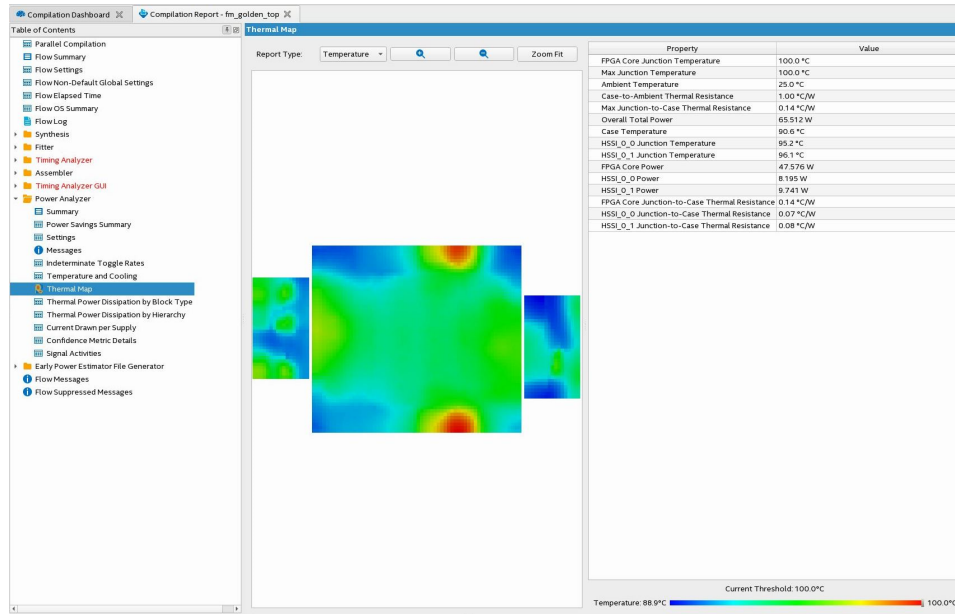 Compilation Dashboard
Compilation Report - fm_golden_top
Table of Contents
Parallel Compilation
Flow Summary
Flow Settings
Flow Non-Default Global Settings
Flow Elapsed Time
Flow OS Summary
Flow Log
Synthesis
Fitter
Timing Analyzer
Assembler
Timing Analyzer GUI
Power Analyzer
Summary
Power Savings Summary
Settings
Messages
Indeterminate Toggle Rates
Temperature and Cooling
Thermal Map
Thermal Power Dissipation by Block Type
Thermal Power Dissipation by Hierarchy
Current Drawn per Supply
Confidence Metric Details
Signal Activities
Early Power Estimator File Generator
Flow Messages
Flow Suppressed Messages
Thermal Map
Report Type: Temperature Zoom Fit
Property Value
FPGA Core Junction Temperature 100.0 °C
Max Junction Temperature 100.0 °C
Ambient Temperature 25.0 °C
Case-to-Ambient Thermal Resistance 1.00 °C/W
Max Junction-to-Case Thermal Resistance 0.14 °C/W
Overall Total Power 65.512 W
Case Temperature 90.6 °C
HSSI_0_0 Junction Temperature 95.2 °C
HSSI_0_1 Junction Temperature 96.1 °C
FPGA Core Power 47.576 W
HSSI_0_0 Power 8.195 W
HSSI_0_1 Power 9.741 W
FPGA Core Junction-to-Case Thermal Resistance 0.14 °C/W
HSSI_0_0 Junction-to-Case Thermal Resistance 0.07 °C/W
HSSI_0_1 Junction-to-Case Thermal Resistance 0.08 °C/W
Current Threshold: 100.0°C
Temperature: 88.9°C 100.0°C